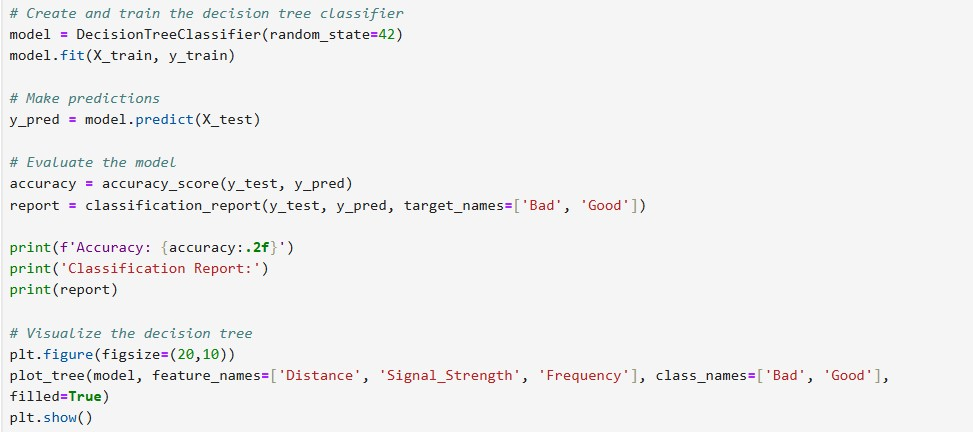 # Create and train the decision tree classifier
model = DecisionTreeClassifier(random_state=42)
model.fit(X_train, y_train)
# Make predictions
y_pred = model.predict(X_test)
# Evaluate the model
accuracy = accuracy_score(y_test, y_pred)
report = classification_report(y_test, y_pred, target_names=['Bad', 'Good'])
print(f'Accuracy: {accuracy:.2f}')
print('Classification Report:')
print(report)
# Visualize the decision tree
plt.figure(figsize=(20,10))
plot_tree(model, feature_names=['Distance', 'Signal_Strength', 'Frequency'], class_names=['Bad', 'Good'],
filled=True)
plt.show()